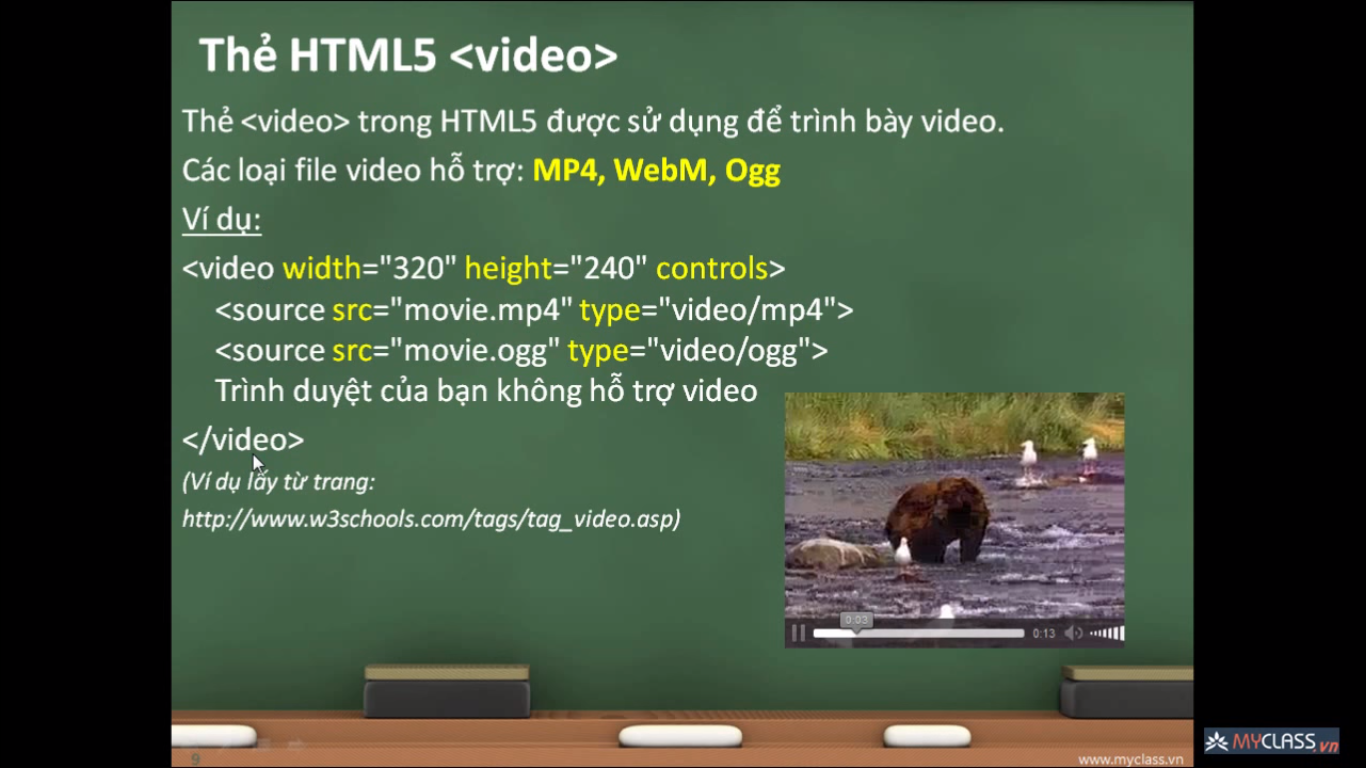 Thẻ HTML5 <video>
Thẻ <video> trong HTML5 được sử dụng để trình bày video.
Các loại file video hỗ trợ: MP4, WebM, Ogg
Ví dụ:
<video width="320" height="240" controls>
<source src="movie.mp4" type="video/mp4">
<source src="movie.ogg" type="video/ogg">
Trình duyệt của bạn không hỗ trợ video
</video>
(Ví dụ lấy từ trang:
http://www.w3schools.com/tags/tag_video.asp)
0:03
0:13
9
www.myclass.vn
MYCLASS.vn